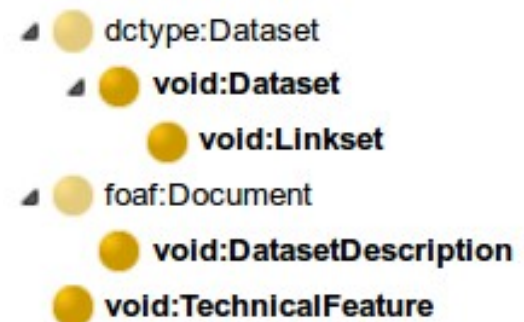 dctype:Dataset
void:Dataset
void:Linkset
foaf:Document
void:DatasetDescription
void:TechnicalFeature